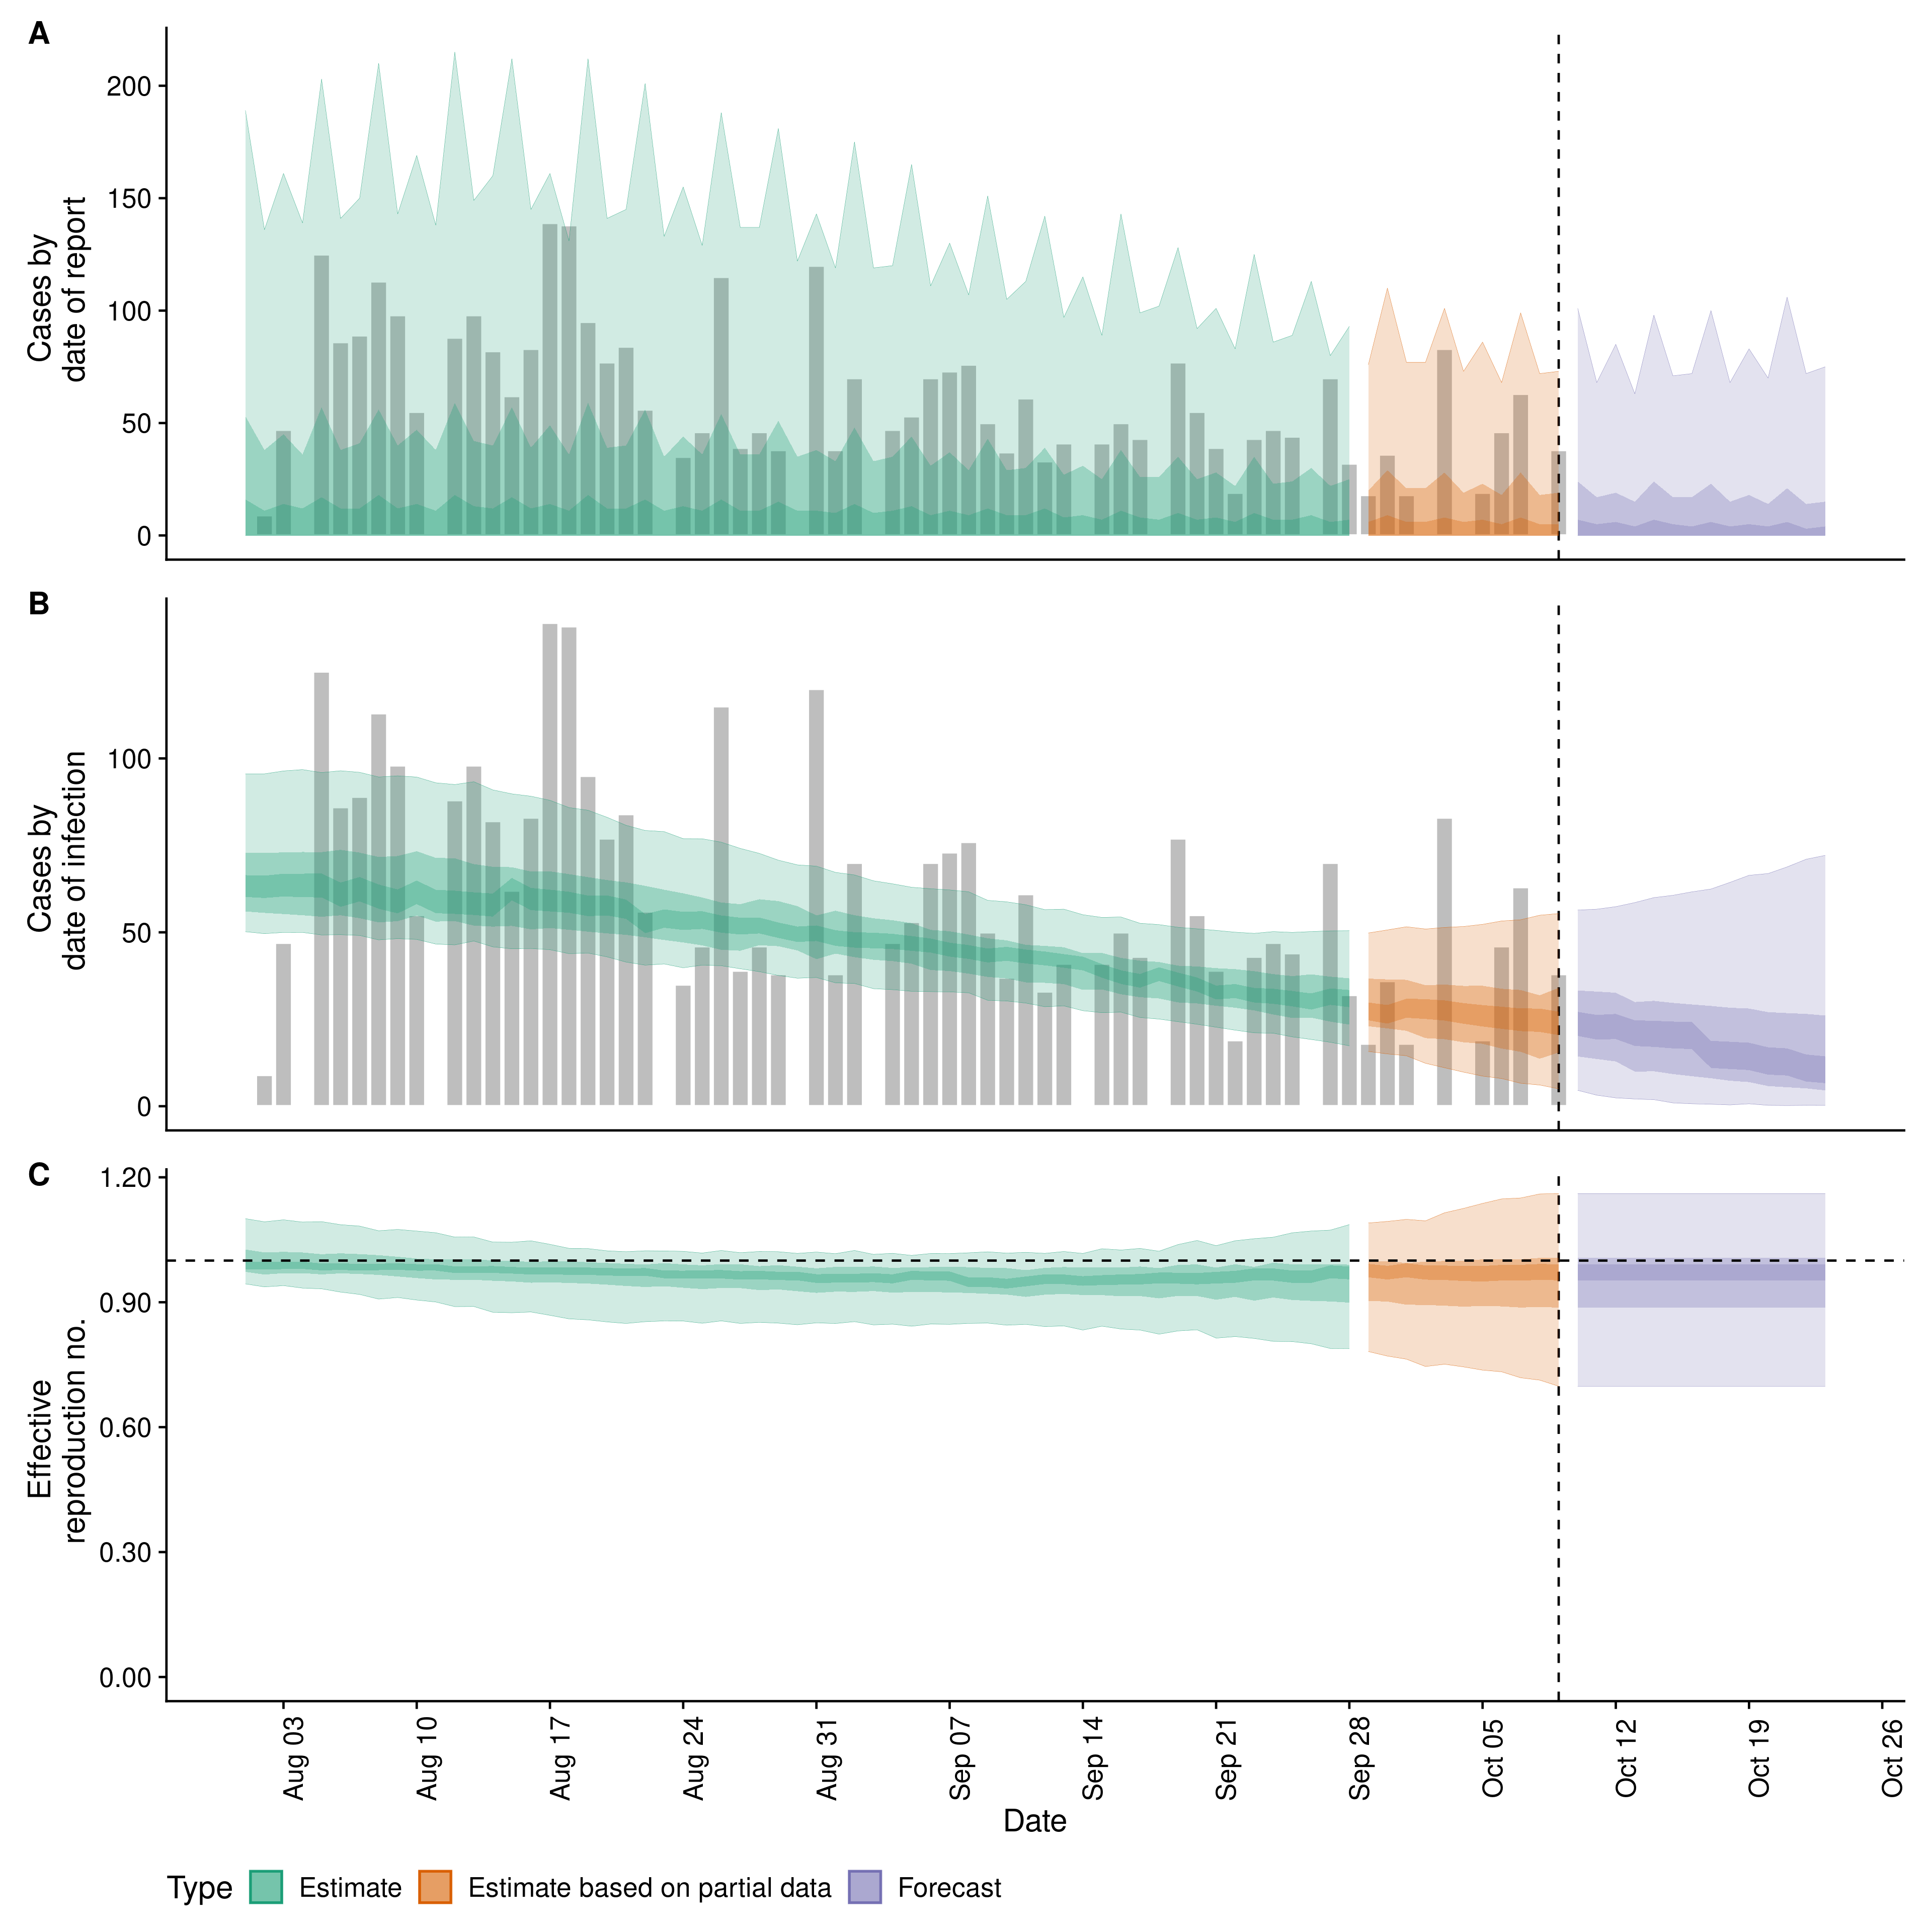 A
Cases by
date of report
200
150
100
50
0
B
Cases by
date of infection
100
50
0
C
Effective
reproduction no.
1.20
0.90
0.60
0.30
0.00
Aug 03
Aug 10
Aug 17
Aug 24
Aug 31
Sep 07
Sep 14
Sep 21
Sep 28
Oct 05
Oct 12
Oct 19
Oct 26
Date
Type Estimate Estimate based on partial data Forecast